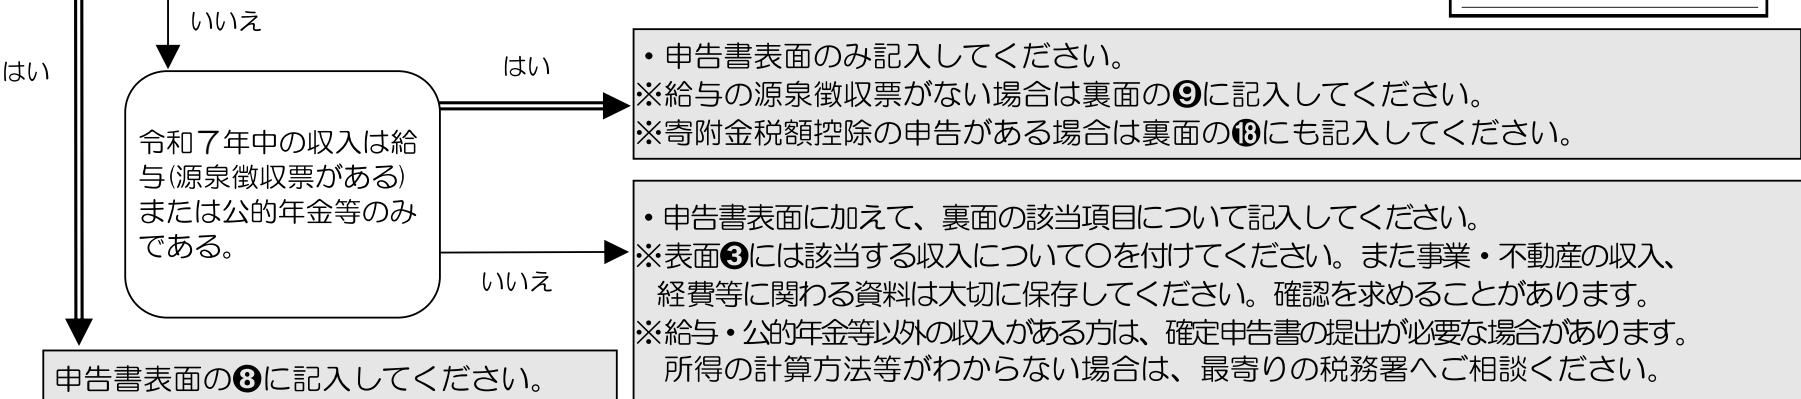 いいえ
はい
はい
令和７年中の収入は給
与(源泉徴収票がある)
または公的年金等のみ
である。
・申告書表面のみ記入してください。
※給与の源泉徴収票がない場合は裏面の❾に記入してください。
※寄附金税額控除の申告がある場合は裏面の⓲にも記入してください。
いいえ
・申告書表面に加えて、裏面の該当項目について記入してください。
※表面❸には該当する収入について〇を付けてください。また事業・不動産の収入、
経費等に関わる資料は大切に保存してください。確認を求めることがあります。
※給与・公的年金等以外の収入がある方は、確定申告書の提出が必要な場合があります。
所得の計算方法等がわからない場合は、最寄りの税務署へご相談ください。
申告書表面の❽に記入してください。